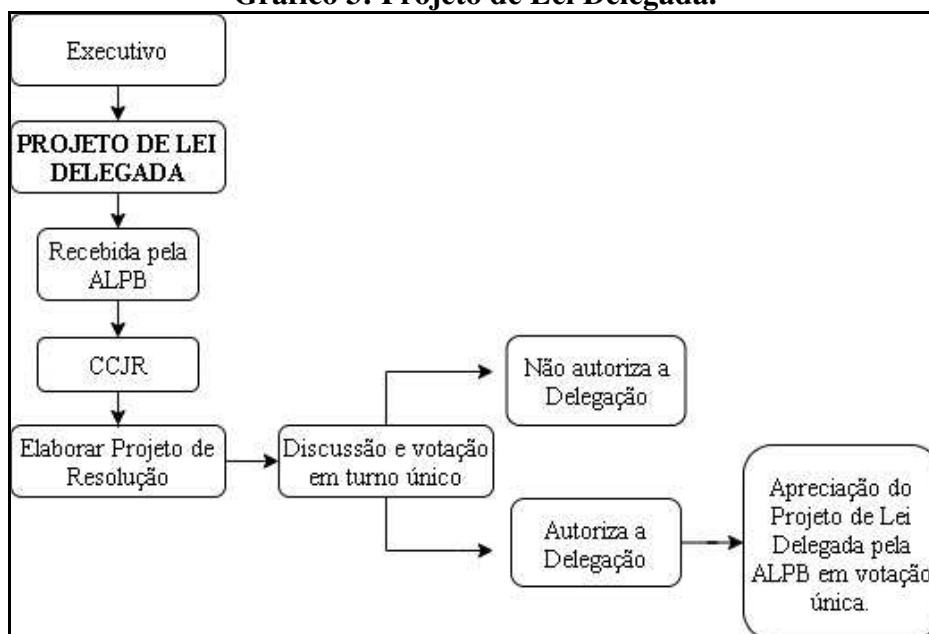 Gráfico 3: Projeto de Lei Delegada.
Executivo
PROJETO DE LEI
DELEGADA
Recebida pela
ALPB
CCJR
Elaborar Projeto de
Resolução
Discussão e votação
em turno único
Não autoriza a
Delegação
Autoriza a
Delegação
Apreciação do
Projeto de Lei
Delegada pela
ALPB em votação
única.